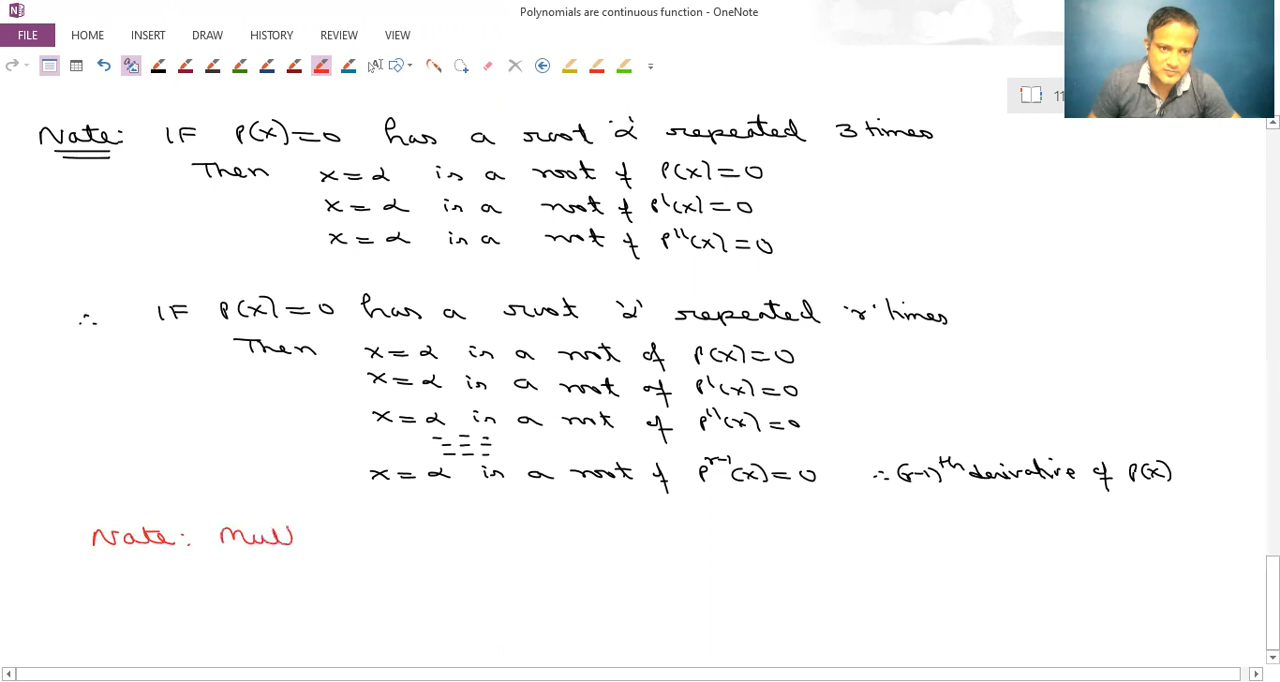 Polynomials are continuous function - OneNote
FILE HOME INSERT DRAW HISTORY REVIEW VIEW
11
Note: IF P(x)=0 has a root 'α' repeated 3 times
Then x=α is a root of P(x)=0
x=α is a root of P'(x)=0
x=α is a root of P''(x)=0
∴ IF P(x)=0 has a root 'α' repeated 'r' times
Then x=α is a root of P(x)=0
x=α is a root of P'(x)=0
x=α is a root of P''(x)=0
x=α is a root of P^{r-1}(x)=0 ∴ (r-1)^{th} derivative of P(x)
Note: Mul